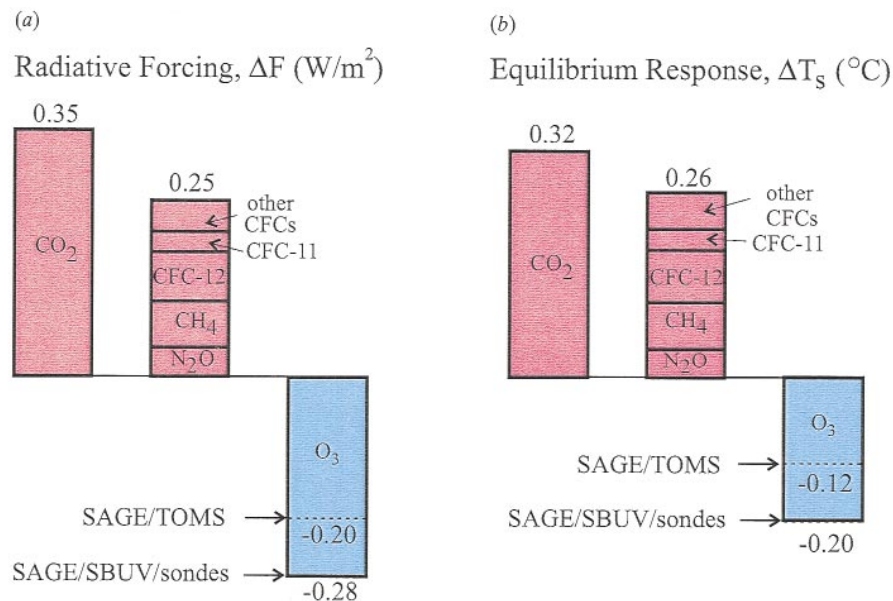 (a)
Radiative Forcing, ΔF (W/m²)
0.35
0.25
other
CFCs
CFC-11
CO₂
CFC-12
CH₄
N₂O
O₃
SAGE/TOMS
-0.20
SAGE/SBUV/sondes
-0.28
(b)
Equilibrium Response, ΔTₛ (°C)
0.32
0.26
other
CFCs
CFC-11
CO₂
CFC-12
CH₄
N₂O
O₃
SAGE/TOMS
-0.12
SAGE/SBUV/sondes
-0.20